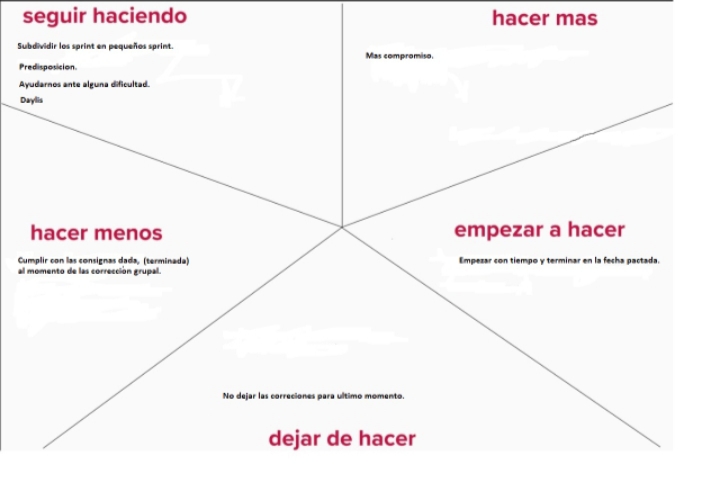 seguir haciendo
Subdividir los sprint en pequeños sprint.
Predisposicion.
Ayudarnos ante alguna dificultad.
Daylis
hacer mas
Mas compromiso.
hacer menos
Cumplir con las consignas dada, (terminada)
al momento de las corrección grupal.
empezar a hacer
Empezar con tiempo y terminar en la fecha pactada.
No dejar las correciones para ultimo momento.
dejar de hacer